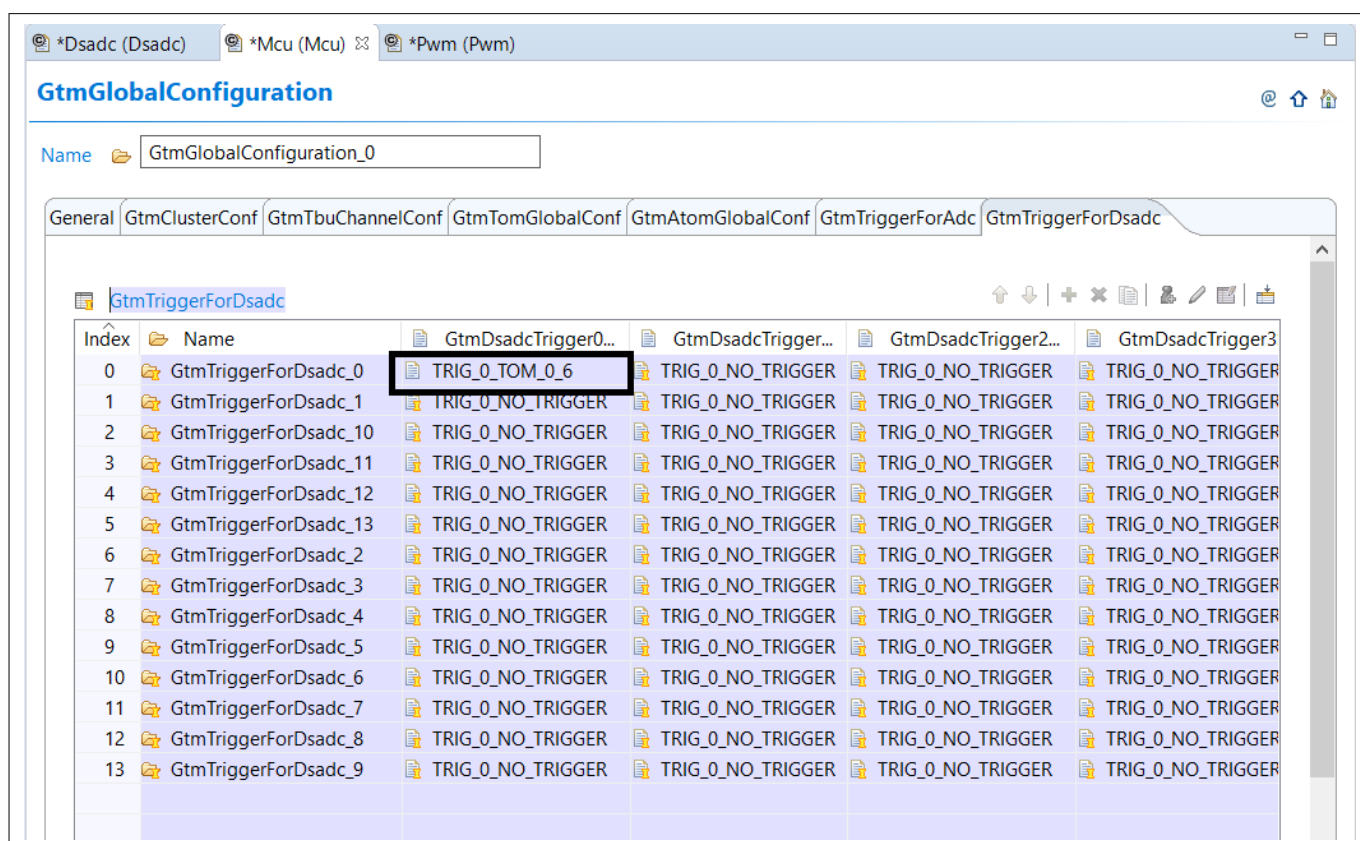 *Dsadc (Dsadc) *Mcu (Mcu) *Pwm (Pwm)
GtmGlobalConfiguration
Name GtmGlobalConfiguration_0
General GtmClusterConf GtmTbuChannelConf GtmTomGlobalConf GtmAtomGlobalConf GtmTriggerForAdc GtmTriggerForDsadc
GtmTriggerForDsadc
Index Name GtmDsadcTrigger0... GtmDsadcTrigger... GtmDsadcTrigger2... GtmDsadcTrigger3
0 GtmTriggerForDsadc_0 TRIG_0_TOM_0_6 TRIG_0_NO_TRIGGER TRIG_0_NO_TRIGGER TRIG_0_NO_TRIGGER
1 GtmTriggerForDsadc_1 TRIG_0_NO_TRIGGER TRIG_0_NO_TRIGGER TRIG_0_NO_TRIGGER TRIG_0_NO_TRIGGER
2 GtmTriggerForDsadc_10 TRIG_0_NO_TRIGGER TRIG_0_NO_TRIGGER TRIG_0_NO_TRIGGER TRIG_0_NO_TRIGGER
3 GtmTriggerForDsadc_11 TRIG_0_NO_TRIGGER TRIG_0_NO_TRIGGER TRIG_0_NO_TRIGGER TRIG_0_NO_TRIGGER
4 GtmTriggerForDsadc_12 TRIG_0_NO_TRIGGER TRIG_0_NO_TRIGGER TRIG_0_NO_TRIGGER TRIG_0_NO_TRIGGER
5 GtmTriggerForDsadc_13 TRIG_0_NO_TRIGGER TRIG_0_NO_TRIGGER TRIG_0_NO_TRIGGER TRIG_0_NO_TRIGGER
6 GtmTriggerForDsadc_2 TRIG_0_NO_TRIGGER TRIG_0_NO_TRIGGER TRIG_0_NO_TRIGGER TRIG_0_NO_TRIGGER
7 GtmTriggerForDsadc_3 TRIG_0_NO_TRIGGER TRIG_0_NO_TRIGGER TRIG_0_NO_TRIGGER TRIG_0_NO_TRIGGER
8 GtmTriggerForDsadc_4 TRIG_0_NO_TRIGGER TRIG_0_NO_TRIGGER TRIG_0_NO_TRIGGER TRIG_0_NO_TRIGGER
9 GtmTriggerForDsadc_5 TRIG_0_NO_TRIGGER TRIG_0_NO_TRIGGER TRIG_0_NO_TRIGGER TRIG_0_NO_TRIGGER
10 GtmTriggerForDsadc_6 TRIG_0_NO_TRIGGER TRIG_0_NO_TRIGGER TRIG_0_NO_TRIGGER TRIG_0_NO_TRIGGER
11 GtmTriggerForDsadc_7 TRIG_0_NO_TRIGGER TRIG_0_NO_TRIGGER TRIG_0_NO_TRIGGER TRIG_0_NO_TRIGGER
12 GtmTriggerForDsadc_8 TRIG_0_NO_TRIGGER TRIG_0_NO_TRIGGER TRIG_0_NO_TRIGGER TRIG_0_NO_TRIGGER
13 GtmTriggerForDsadc_9 TRIG_0_NO_TRIGGER TRIG_0_NO_TRIGGER TRIG_0_NO_TRIGGER TRIG_0_NO_TRIGGER